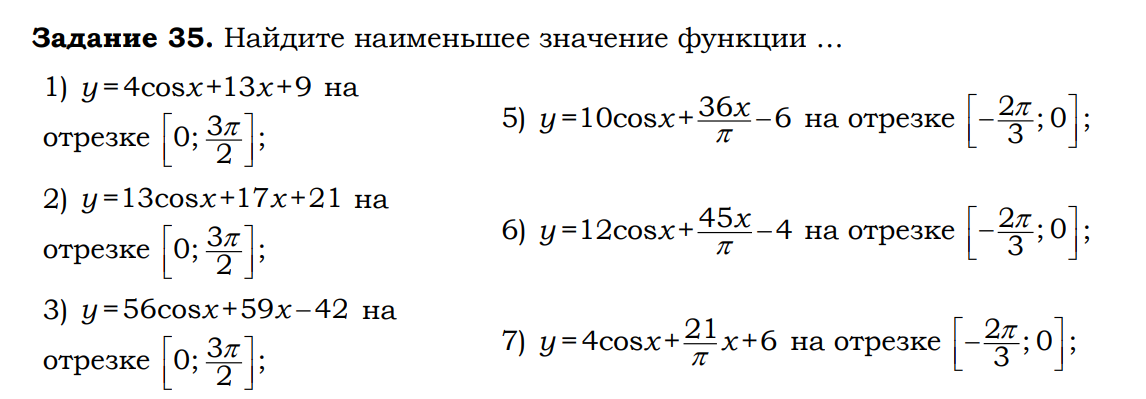 Задание 35. Найдите наименьшее значение функции …
1) y=4cosx+13x+9 на
отрезке [0; 3π/2];
2) y=13cosx+17x+21 на
отрезке [0; 3π/2];
3) y=56cosx+59x−42 на
отрезке [0; 3π/2];
5) y=10cosx+36x/π−6 на отрезке [−2π/3; 0];
6) y=12cosx+45x/π−4 на отрезке [−2π/3; 0];
7) y=4cosx+21/π x+6 на отрезке [−2π/3; 0];